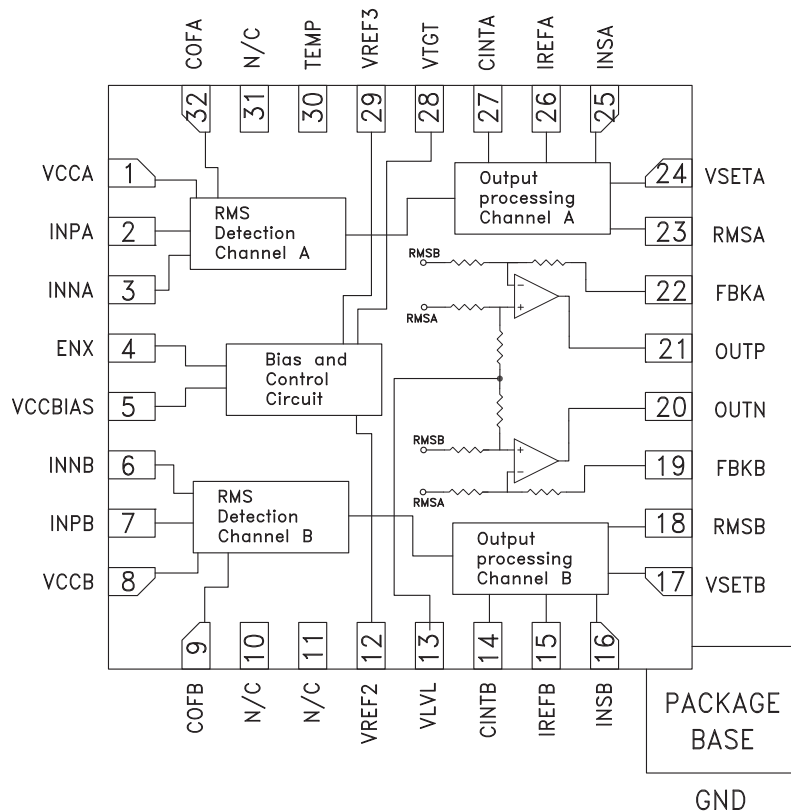 COFA
N/C
TEMP
VREF3
VTGT
CINTA
IREFA
INSA
32
31
30
29
28
27
26
25
VCCA
1
INPA
2
INNA
3
ENX
4
VCCBIAS
5
INNB
6
INPB
7
VCCB
8
RMS
Detection
Channel A
Output
processing
Channel A
Bias and
Control
Circuit
RMS
Detection
Channel B
Output
processing
Channel B
RMSB
-
RMSA
+
RMSB
+
RMSA
-
24
VSETA
23
RMSA
22
FBKA
21
OUTP
20
OUTN
19
FBKB
18
RMSB
17
VSETB
9
10
11
12
13
14
15
16
COFB
N/C
N/C
VREF2
VLVL
CINTB
IREFB
INSB
PACKAGE
BASE
GND